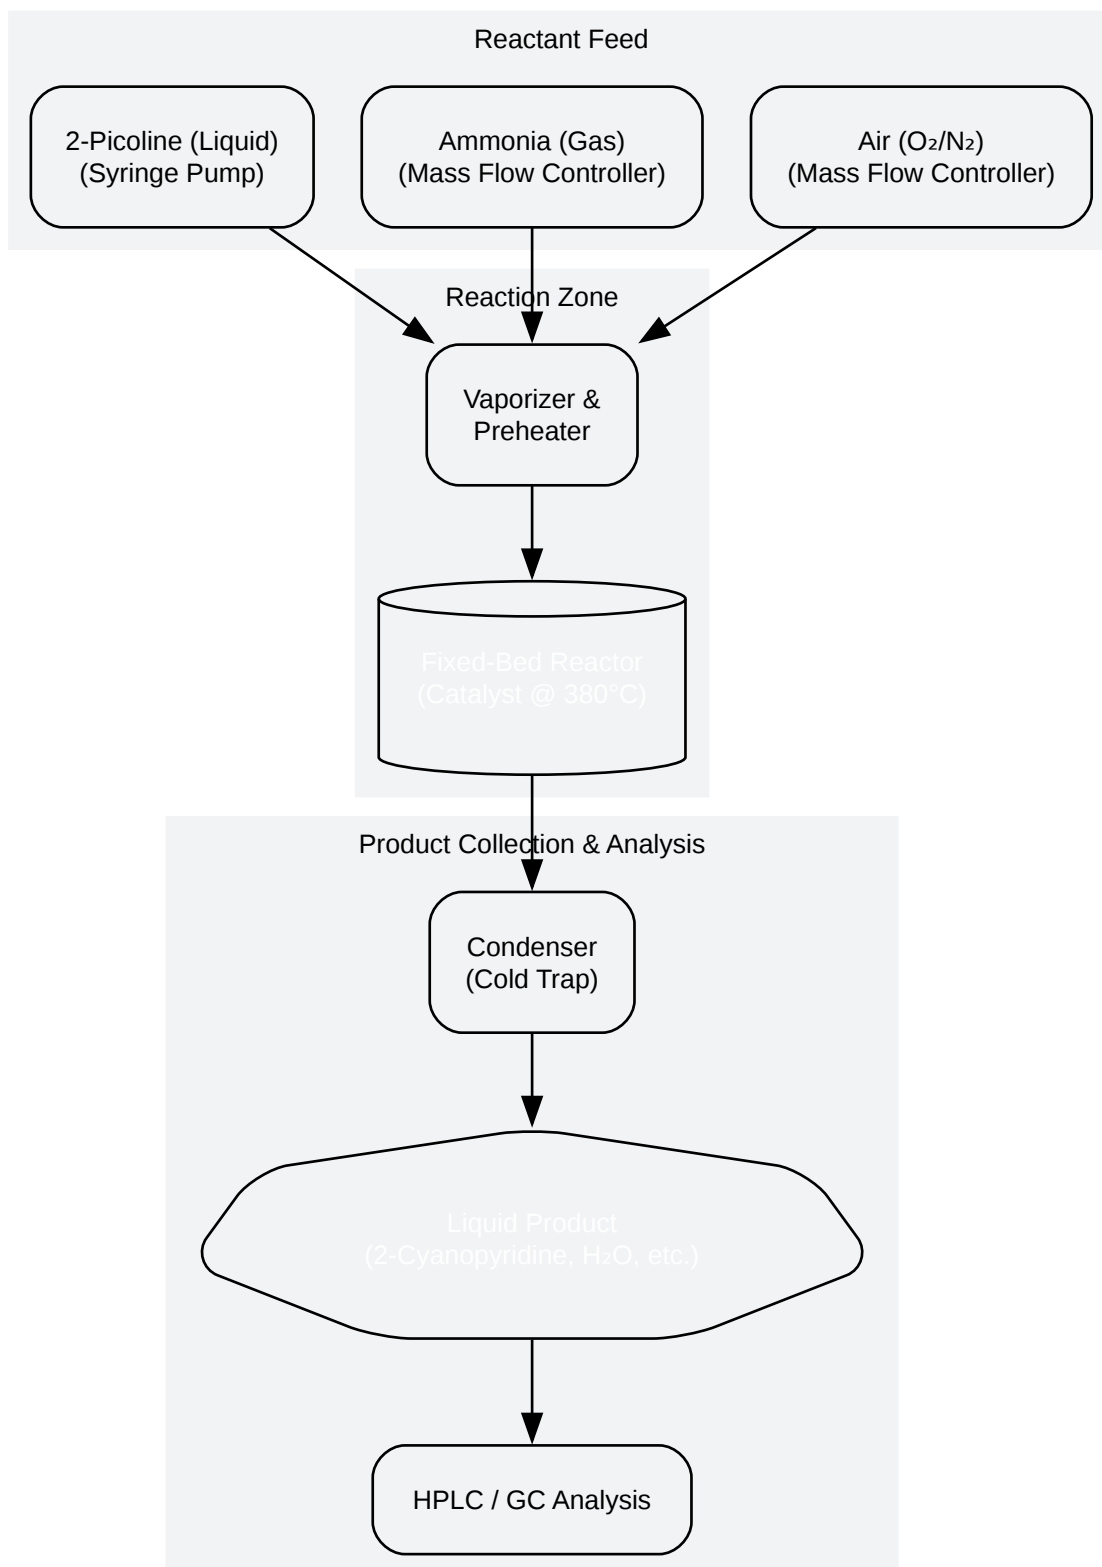 Reactant Feed
2-Picoline (Liquid)
(Syringe Pump)
Ammonia (Gas)
(Mass Flow Controller)
Air (O₂/N₂)
(Mass Flow Controller)
Reaction Zone
Vaporizer &
Preheater
Fixed-Bed Reactor
(Catalyst @ 380°C)
Product Collection & Analysis
Condenser
(Cold Trap)
Liquid Product
(2-Cyanopyridine, H₂O, etc.)
HPLC / GC Analysis